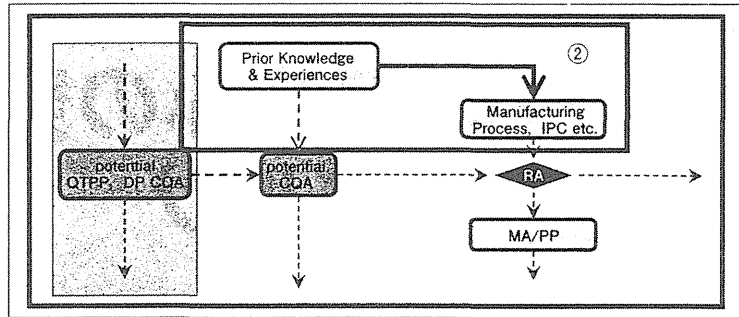 ②
Prior Knowledge
& Experiences
Manufacturing
Process, IPC etc.
potential
QTPP, DP CQA
potential
CQA
RA
MA/PP